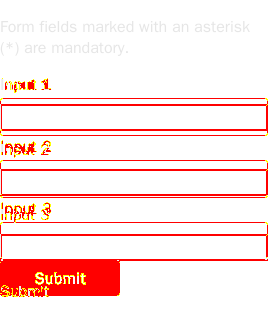 Form fields marked with an asterisk
(*) are mandatory.
Input 1
Input 2
Input 3
Submit
Submit